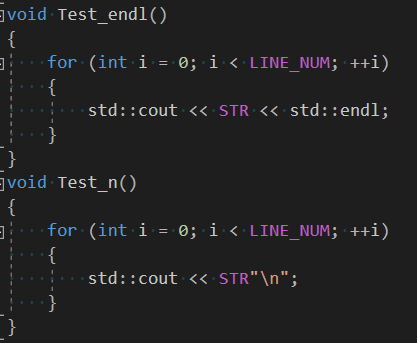 void Test_endl()
{
    for (int i = 0; i < LINE_NUM; ++i)
    {
        std::cout << STR << std::endl;
    }
}
void Test_n()
{
    for (int i = 0; i < LINE_NUM; ++i)
    {
        std::cout << STR"\n";
    }
}